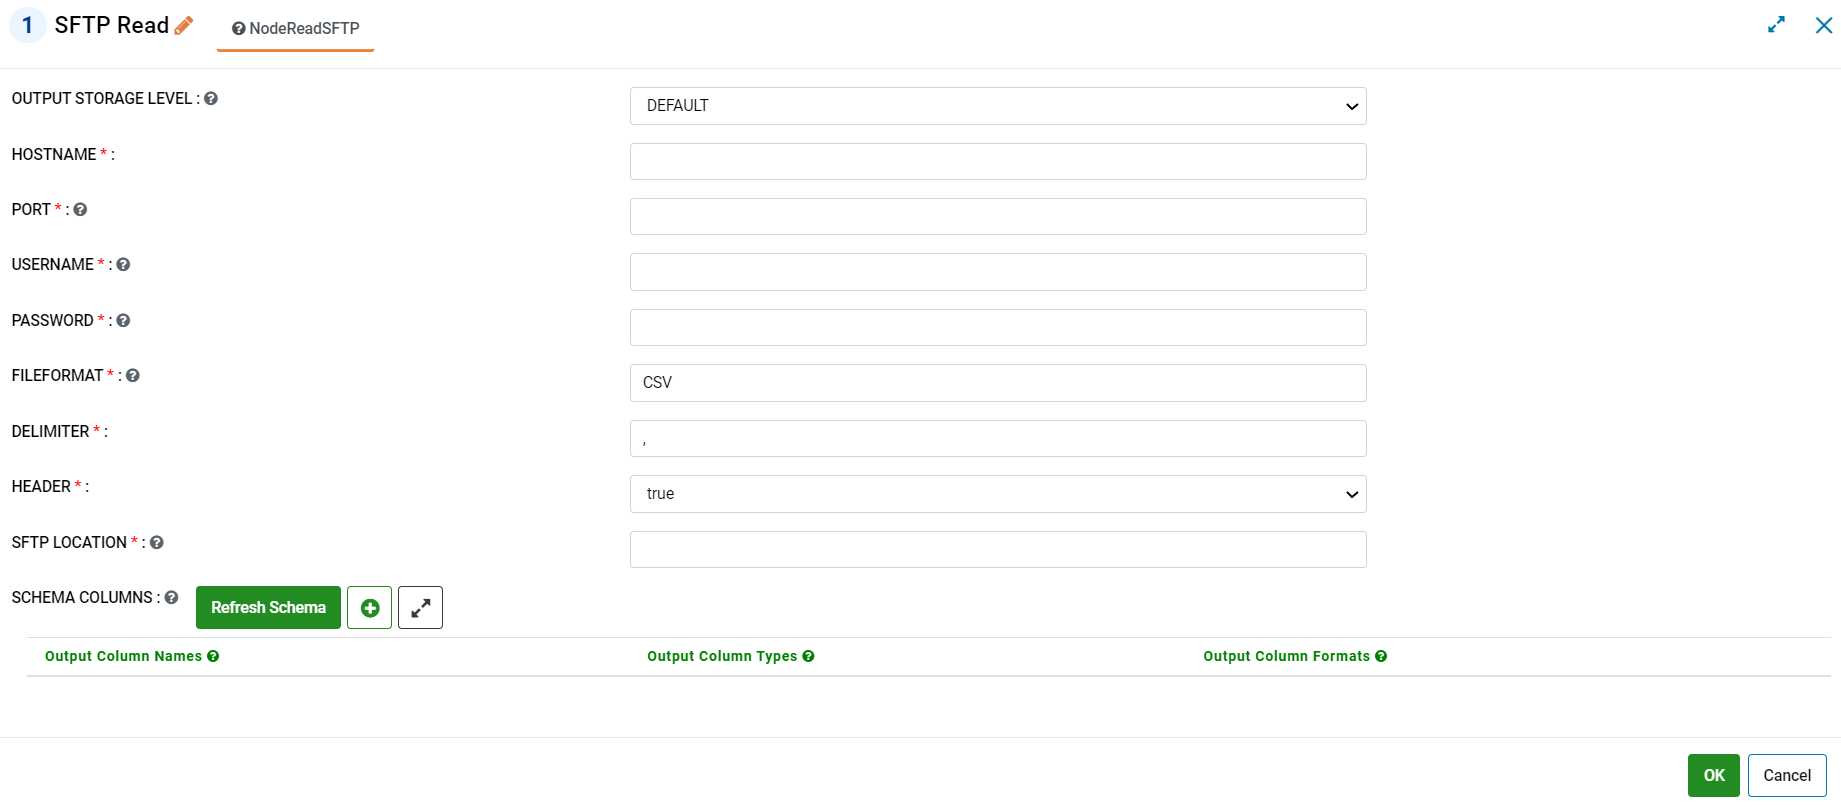 1 SFTP Read NodeReadSFTP
OUTPUT STORAGE LEVEL : DEFAULT
HOSTNAME * :
PORT * :
USERNAME * :
PASSWORD * :
FILEFORMAT * : CSV
DELIMITER * : ,
HEADER * : true
SFTP LOCATION * :
SCHEMA COLUMNS : Refresh Schema
Output Column Names Output Column Types Output Column Formats
OK Cancel